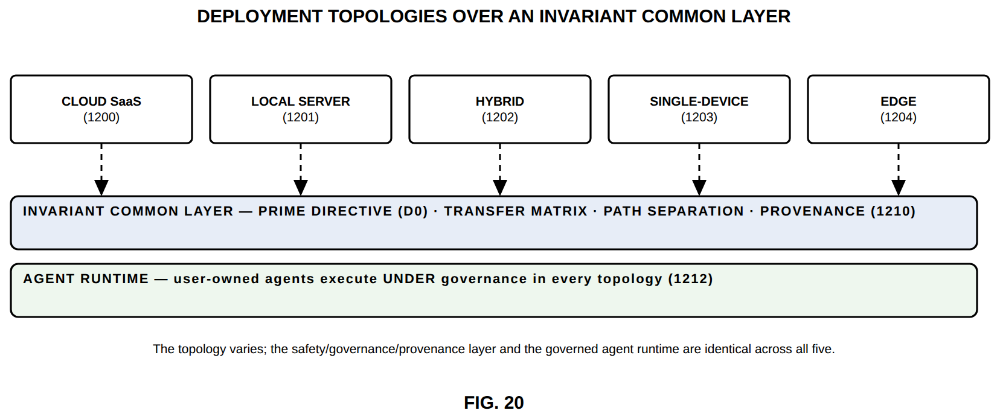 DEPLOYMENT TOPOLOGIES OVER AN INVARIANT COMMON LAYER
CLOUD SaaS
(1200)
LOCAL SERVER
(1201)
HYBRID
(1202)
SINGLE-DEVICE
(1203)
EDGE
(1204)
INVARIANT COMMON LAYER — PRIME DIRECTIVE (D0) · TRANSFER MATRIX · PATH SEPARATION · PROVENANCE (1210)
AGENT RUNTIME — user-owned agents execute UNDER governance in every topology (1212)
The topology varies; the safety/governance/provenance layer and the governed agent runtime are identical across all five.
FIG. 20